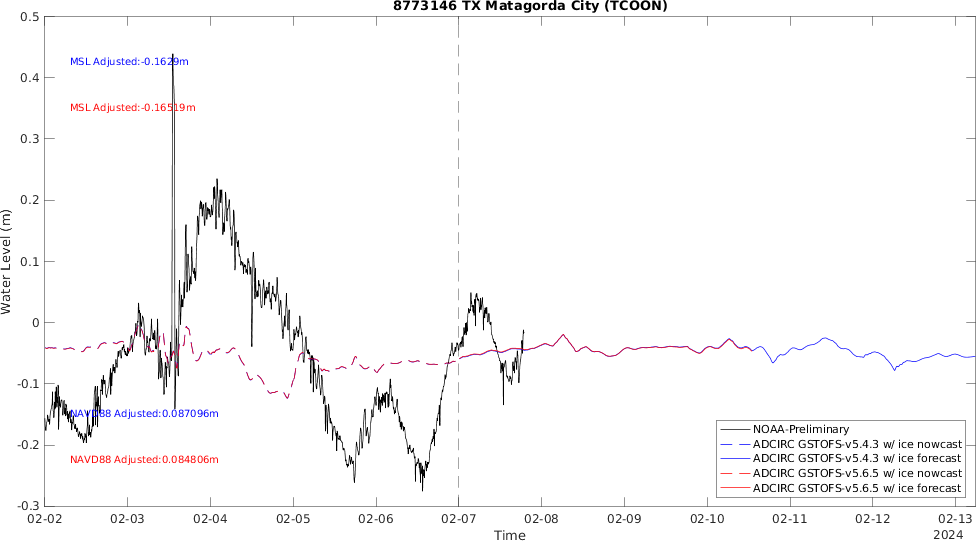 8773146 TX Matagorda City (TCOON)
0.5
0.4
0.3
0.2
0.1
0
-0.1
-0.2
-0.3
Water Level (m)
MSL Adjusted:-0.1629m
MSL Adjusted:-0.16519m
NAVD88 Adjusted:0.087096m
NAVD88 Adjusted:0.084806m
NOAA-Preliminary
ADCIRC GSTOFS-v5.4.3 w/ ice nowcast
ADCIRC GSTOFS-v5.4.3 w/ ice forecast
ADCIRC GSTOFS-v5.6.5 w/ ice nowcast
ADCIRC GSTOFS-v5.6.5 w/ ice forecast
02-02 02-03 02-04 02-05 02-06 02-07 02-08 02-09 02-10 02-11 02-12 02-13
Time
2024